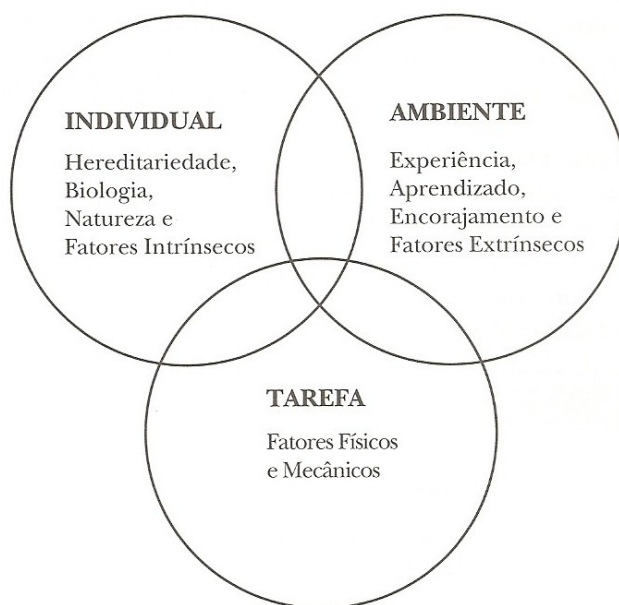 INDIVIDUAL
Hereditariedade,
Biologia,
Natureza e
Fatores Intrínsecos
AMBIENTE
Experiência,
Aprendizado,
Encorajamento e
Fatores Extrínsecos
TAREFA
Fatores Físicos
e Mecânicos